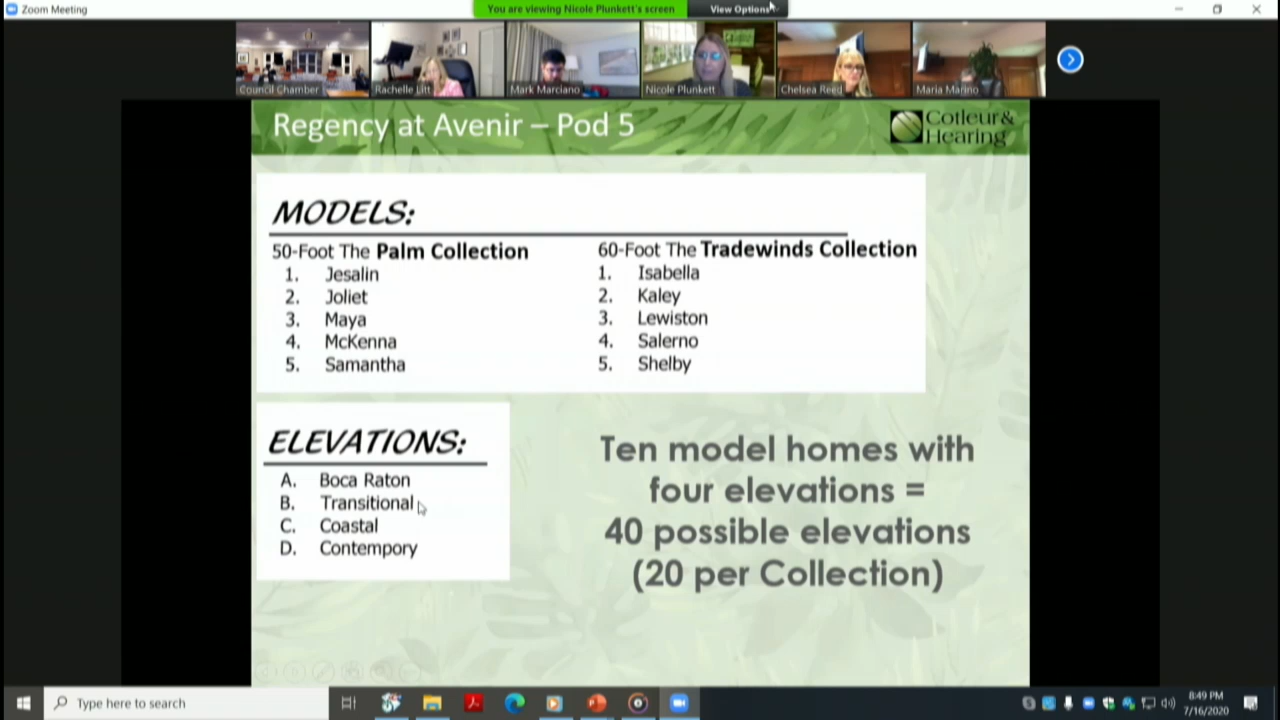 Zoom Meeting
You are viewing Nicole Plunkett's screen
View Options
Council Chamber
Rachelle Litt
Mark Marciano
Nicole Plunkett
Chelsea Reed
Maria Marino
Regency at Avenir – Pod 5
Cotleur&
Hearing
MODELS:
50-Foot The Palm Collection
1. Jesalin
2. Joliet
3. Maya
4. McKenna
5. Samantha
60-Foot The Tradewinds Collection
1. Isabella
2. Kaley
3. Lewiston
4. Salerno
5. Shelby
ELEVATIONS:
A. Boca Raton
B. Transitional
C. Coastal
D. Contempory
Ten model homes with
four elevations =
40 possible elevations
(20 per Collection)
Type here to search
8:49 PM
7/16/2020